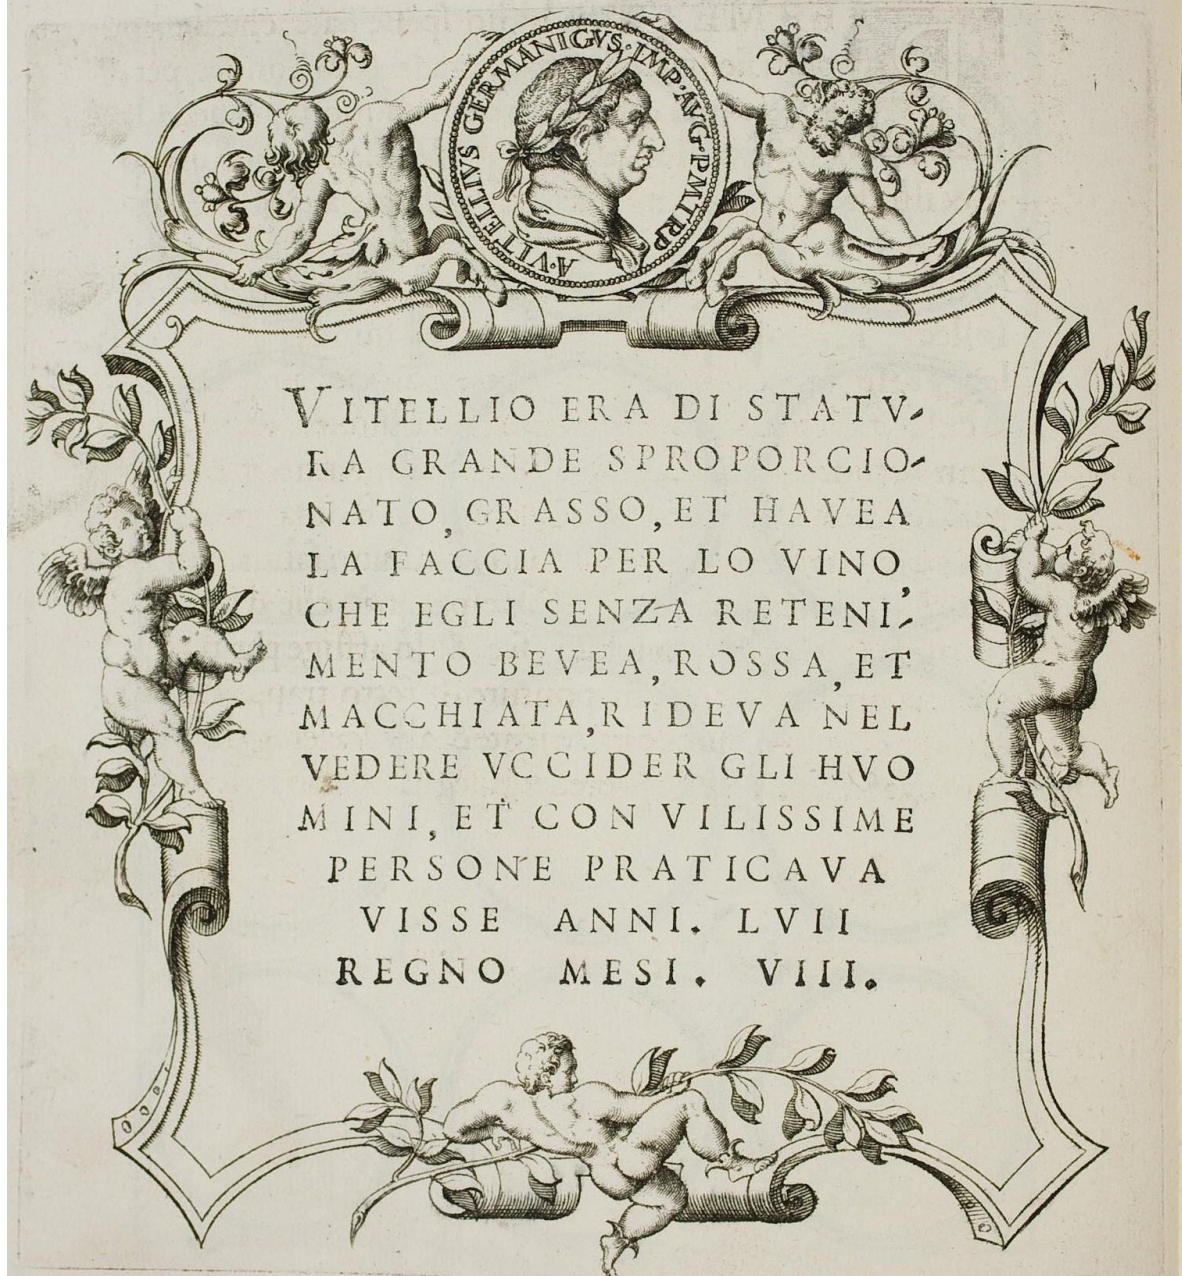 A·VITELLIVS GERMANICVS·IMP·AVG·P·M·TR·P
VITELLIO ERA DI STATV-
RA GRANDE SPROPORCIO-
NATO, GRASSO, ET HAVEA
LA FACCIA PER LO VINO,
CHE EGLI SENZA RETENI-
MENTO BEVEA, ROSSA, ET
MACCHIATA, RIDEVA NEL
VEDERE VCCIDER GLI HVO
MINI, ET CON VILISSIME
PERSONE PRATICAVA
VISSE ANNI. LVII
REGNO MESI. VIII.